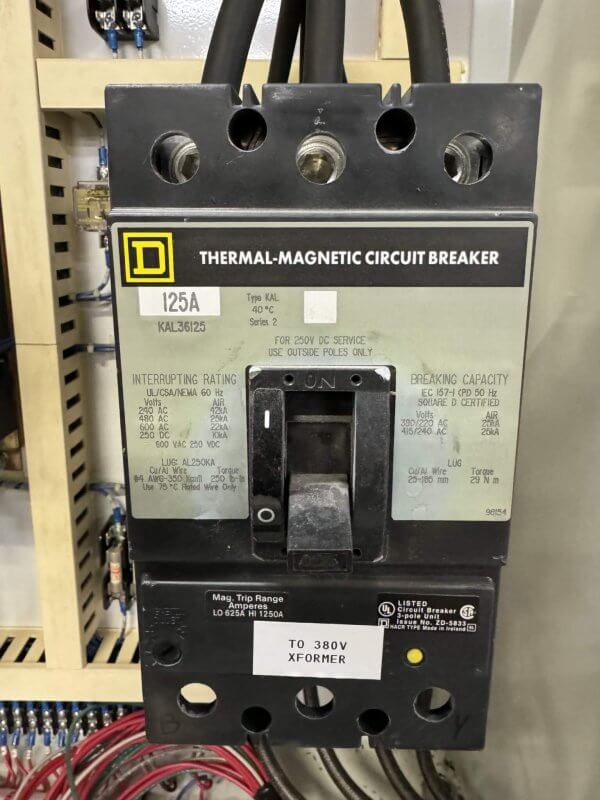 D
THERMAL-MAGNETIC CIRCUIT BREAKER
125A
KAL36125
Type KAL
40 °C
Series 2
FOR 250V DC SERVICE
USE OUTSIDE POLES ONLY
INTERRUPTING RATING
UL/CSA/NEMA 60 Hz
Volts AIR
240 AC 42kA
480 AC 25kA
600 AC 22kA
250 DC 10kA
600 VAC 250 VDC
LUG: AL250KA
Cu/Al Wire Torque
#4 AWG-350 kcmil 250 lb-in
Use 75 °C Rated Wire Only
ON
I
O
BREAKING CAPACITY
IEC 157-1 (P1) 50 Hz
SQUARE D CERTIFIED
Volts AIR
380/220 AC 25kA
415/240 AC 25kA
LUG
Cu/Al Wire Torque
25-185 mm 29 N m
98154
Mag. Trip Range
Amperes
LO 625A HI 1250A
UL LISTED
Circuit Breaker
3-pole Unit
Issue No. ZD-5833
HACR TYPE Made in Ireland
TO 380V
XFORMER
B
Y